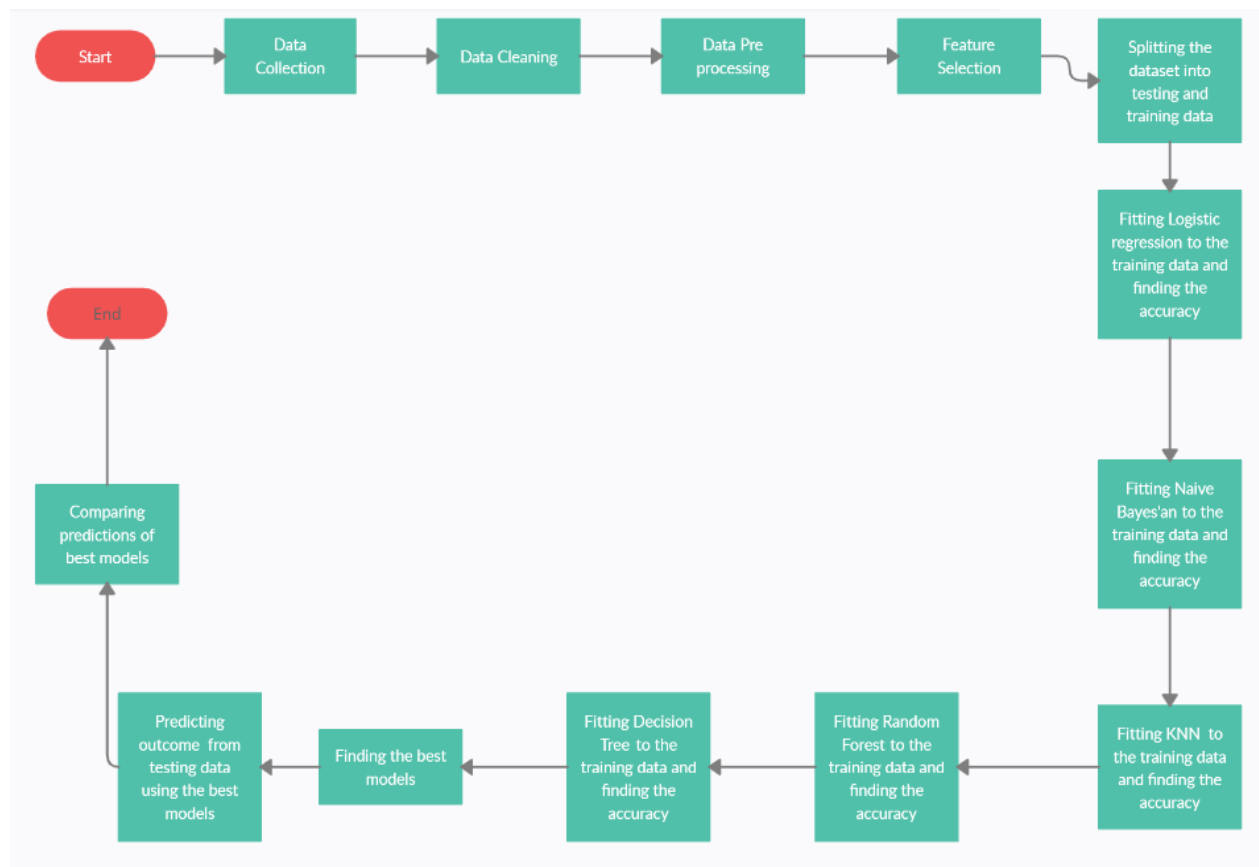 Start
Data
Collection
Data Cleaning
Data Pre
processing
Feature
Selection
Splitting the
dataset into
testing and
training data
Fitting Logistic
regression to the
training data and
finding the
accuracy
Fitting Naive
Bayes'an to the
training data and
finding the
accuracy
Fitting KNN to
the training data
and finding the
accuracy
Fitting Random
Forest to the
training data and
finding the
accuracy
Fitting Decision
Tree to the
training data and
finding the
accuracy
Finding the best
models
Predicting
outcome from
testing data
using the best
models
Comparing
predictions of
best models
End